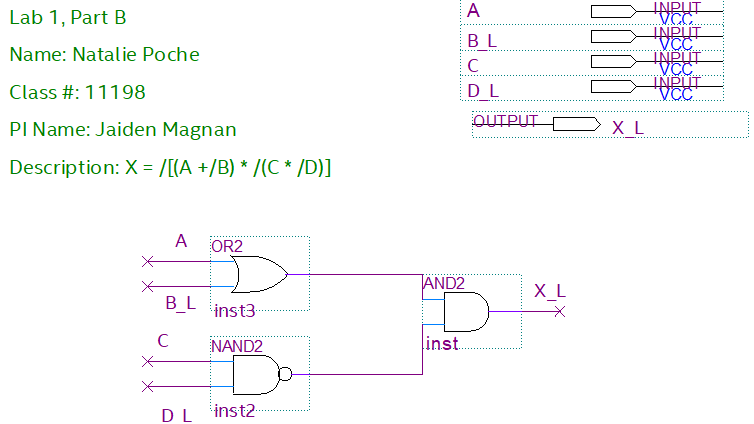 Lab 1, Part B
Name: Natalie Poche
Class #: 11198
PI Name: Jaiden Magnan
Description: X = /[(A +/B) * /(C * /D)]
A INPUT
VCC
B_L INPUT
VCC
C INPUT
VCC
D_L INPUT
VCC
OUTPUT X_L
A
OR2
B_L
inst3
AND2
X_L
inst
C
NAND2
D_L
inst2